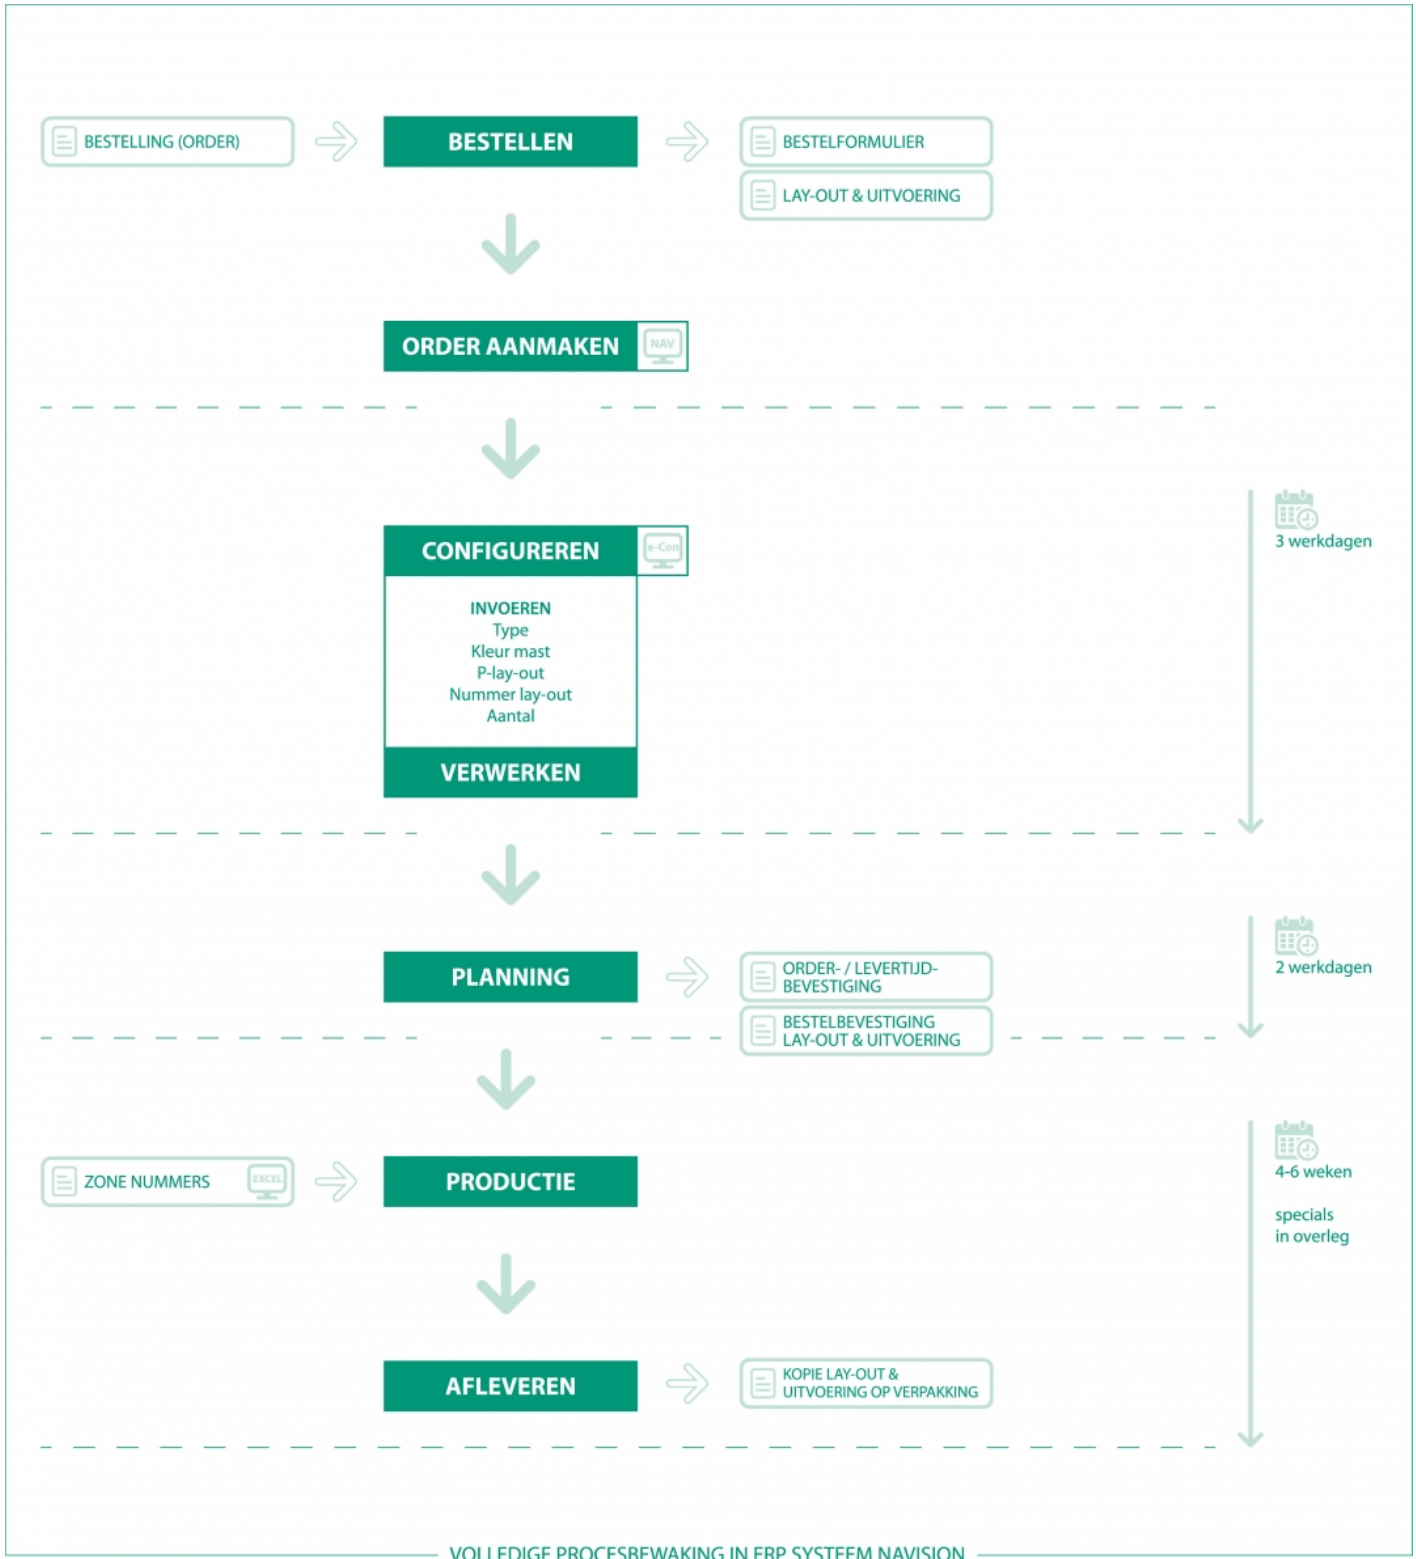 BESTELLING (ORDER)
BESTELLEN
BESTELFORMULIER
LAY-OUT & UITVOERING
ORDER AANMAKEN
NAV
CONFIGUREREN
e-Con
3 werkdagen
INVOEREN
Type
Kleur mast
P-lay-out
Nummer lay-out
Aantal
VERWERKEN
PLANNING
ORDER- / LEVERTIJD-
BEVESTIGING
BESTELBEVESTIGING
LAY-OUT & UITVOERING
2 werkdagen
ZONE NUMMERS
EXCEL
PRODUCTIE
4-6 weken
specials
in overleg
AFLEVEREN
KOPIE LAY-OUT &
UITVOERING OP VERPAKKING
VOLLEDIGE PROCESBEWAKING IN ERP SYSTEEM NAVISION